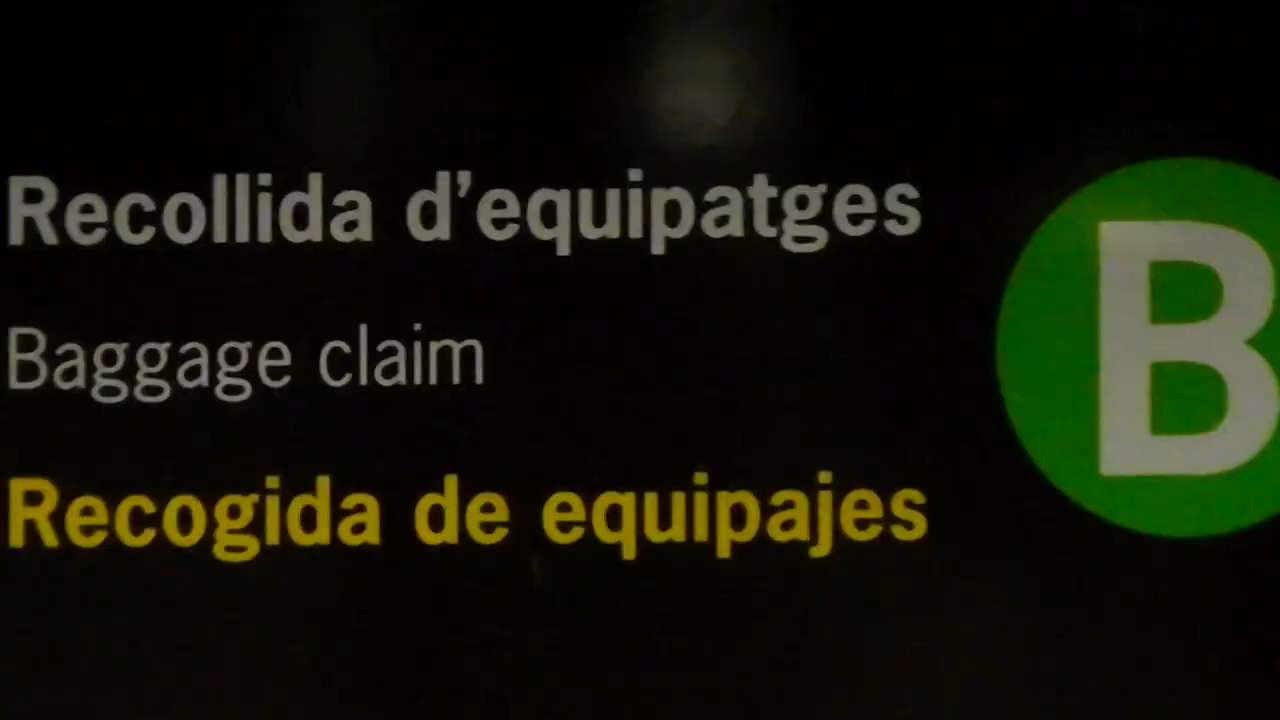 Recollida d'equipatges
Baggage claim
Recogida de equipajes
B